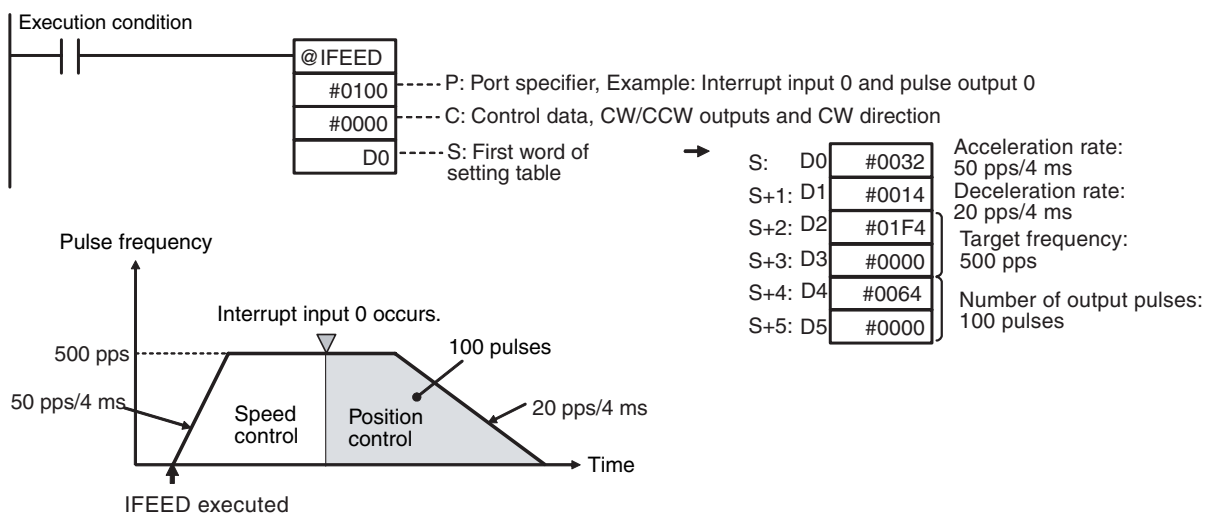 Execution condition
@IFEED
#0100
P: Port specifier, Example: Interrupt input 0 and pulse output 0
#0000
C: Control data, CW/CCW outputs and CW direction
D0
S: First word of
setting table
S: D0 #0032
Acceleration rate:
50 pps/4 ms
S+1: D1 #0014
Deceleration rate:
20 pps/4 ms
S+2: D2 #01F4
S+3: D3 #0000
Target frequency:
500 pps
S+4: D4 #0064
S+5: D5 #0000
Number of output pulses:
100 pulses
Pulse frequency
Interrupt input 0 occurs.
500 pps
100 pulses
50 pps/4 ms
Speed
control
Position
control
20 pps/4 ms
Time
IFEED executed